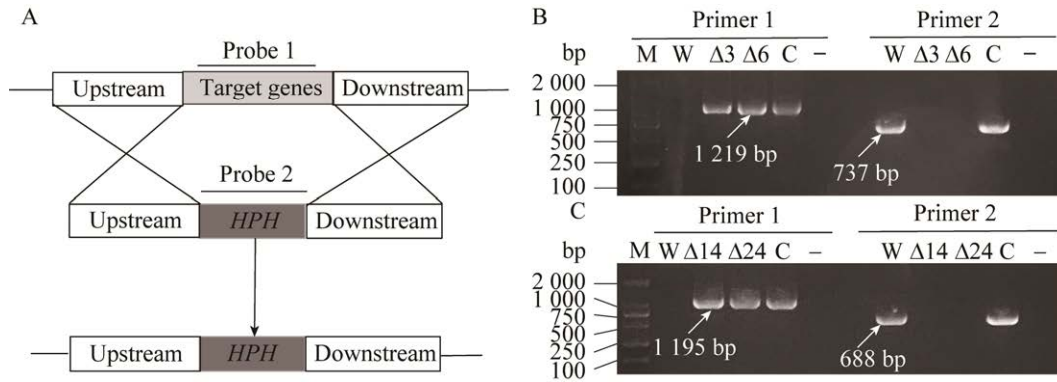 A
Probe 1
Upstream Target genes Downstream
Probe 2
Upstream HPH Downstream
Upstream HPH Downstream
B
Primer 1 Primer 2
bp M W Δ3 Δ6 C – W Δ3 Δ6 C –
2 000
1 000
750
500
250
100
1 219 bp
737 bp
C
Primer 1 Primer 2
bp M W Δ14 Δ24 C – W Δ14 Δ24 C –
2 000
1 000
750
500
250
100
1 195 bp
688 bp